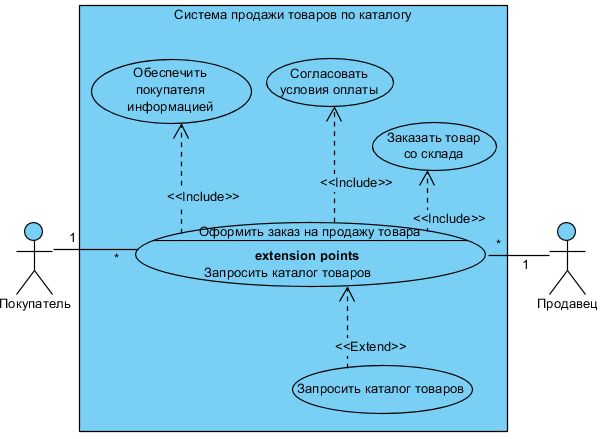 Система продажи товаров по каталогу
Обеспечить
покупателя
информацией
Согласовать
условия оплаты
Заказать товар
со склада
<<Include>>
<<Include>>
<<Include>>
Оформить заказ на продажу товара
extension points
Запросить каталог товаров
1
*
*
1
Покупатель
Продавец
<<Extend>>
Запросить каталог товаров